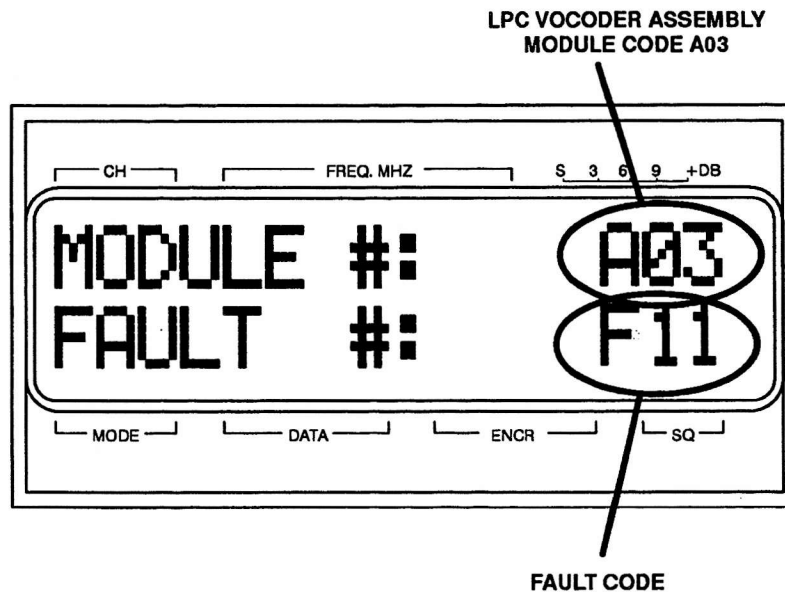 LPC VOCODER ASSEMBLY
MODULE CODE A03
CH FREQ. MHZ S 3 6 9 +DB
MODULE #: A03
FAULT #: F11
MODE DATA ENCR SQ
FAULT CODE